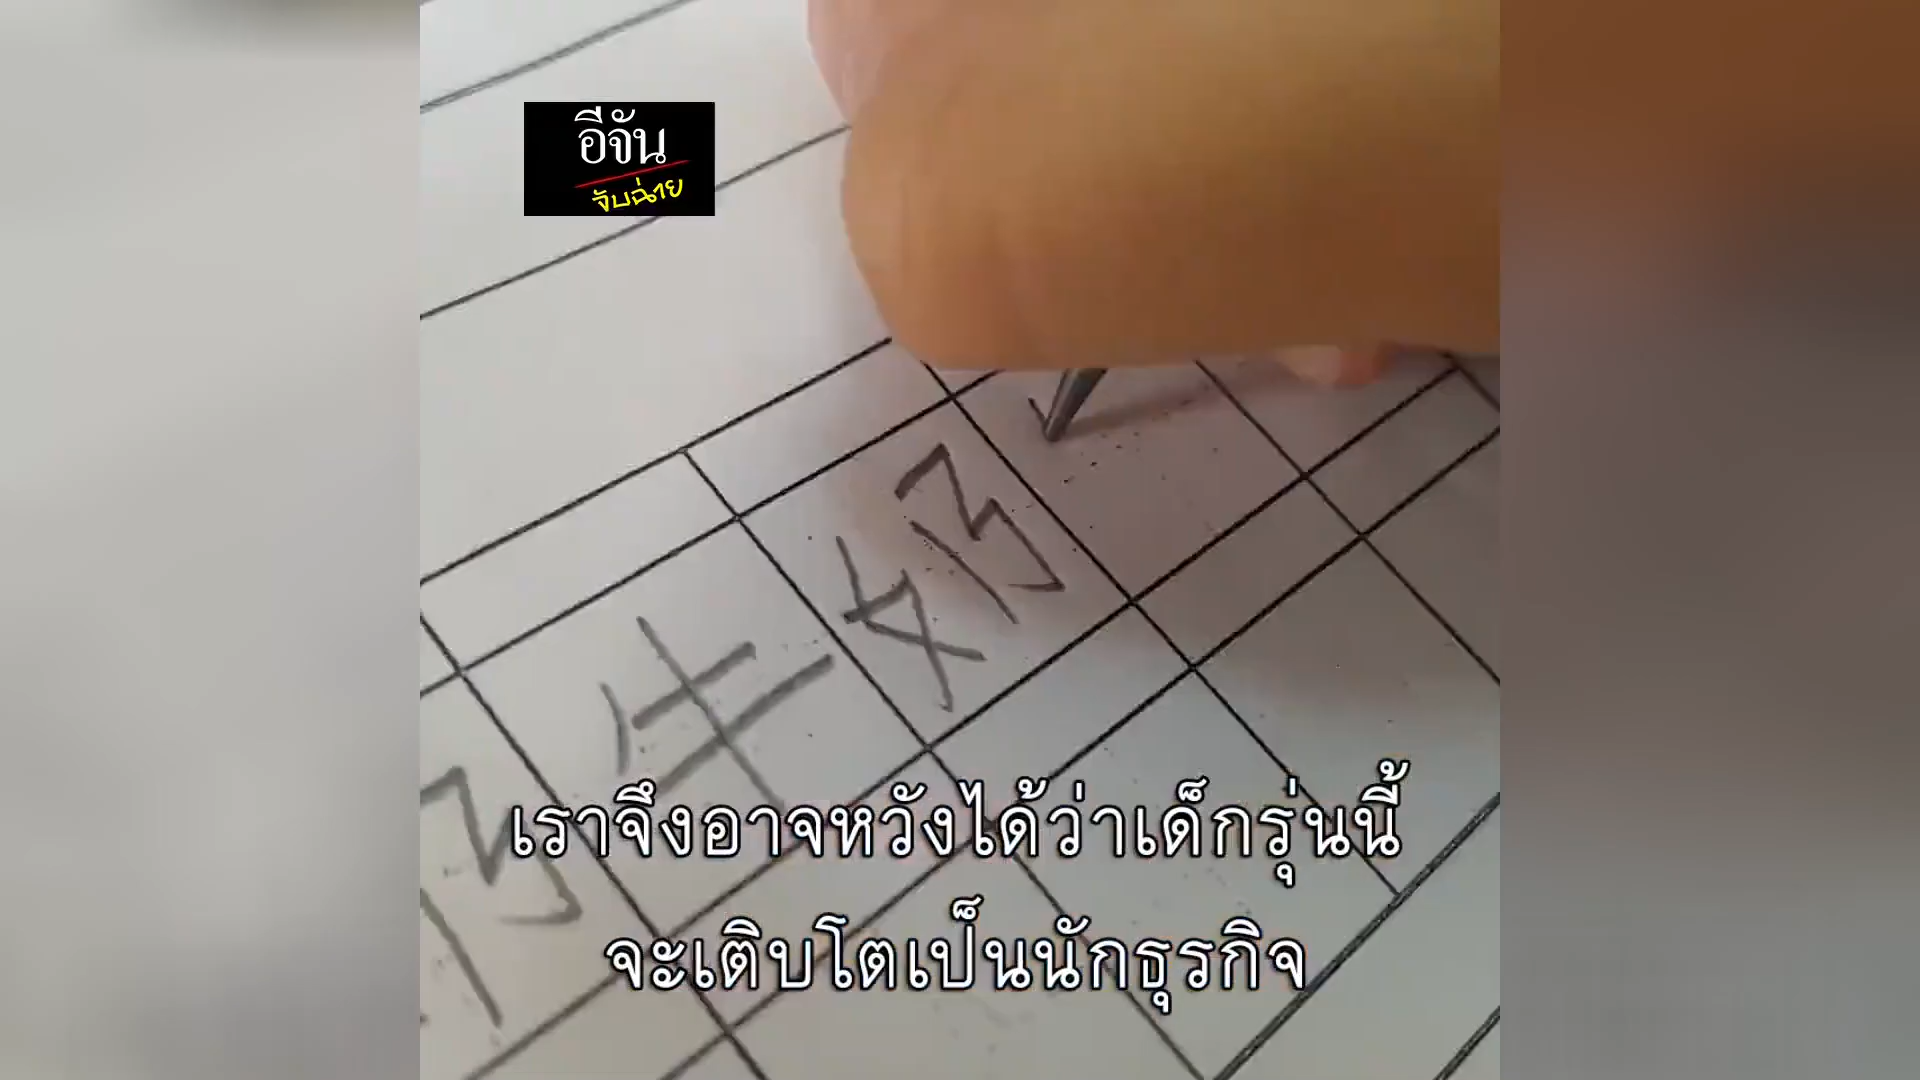 อีจัน
จับฉ่าย
生 好
เราจึงอาจหวังได้ว่าเด็กรุ่นนี้
จะเติบโตเป็นนักธุรกิจ